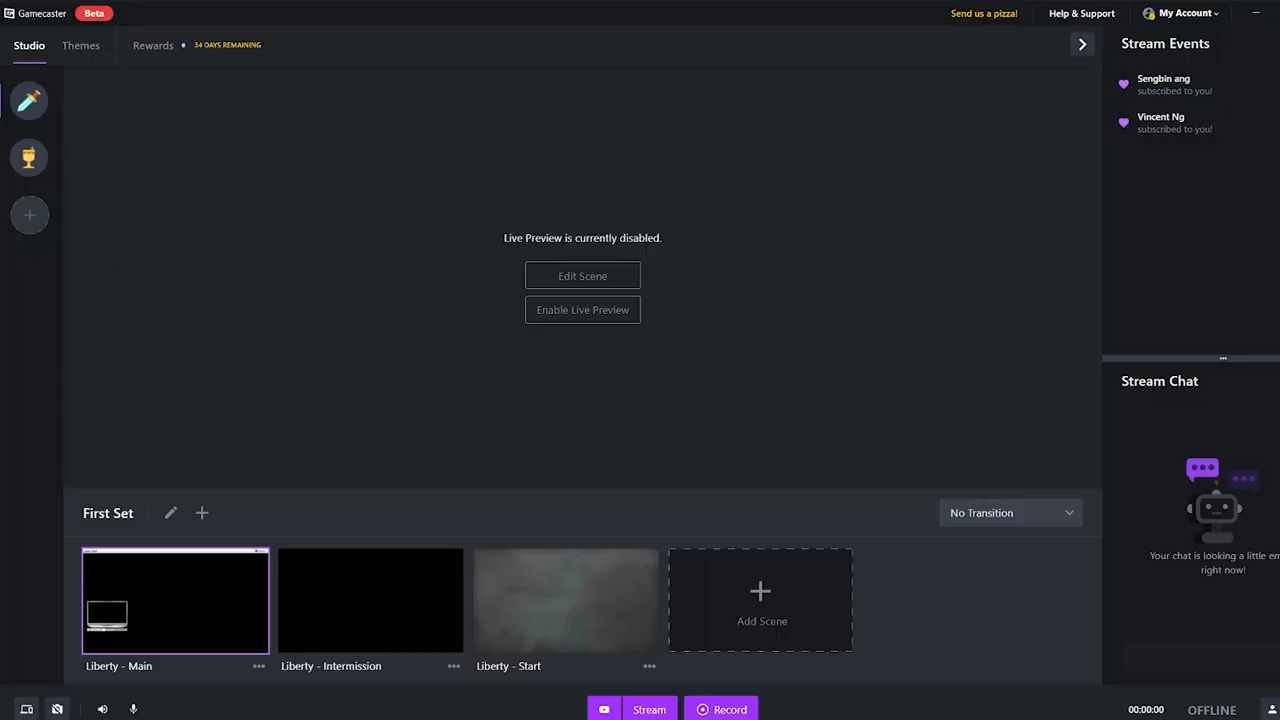 Gamecaster Beta
Send us a pizza!
Help & Support
My Account
Studio
Themes
Rewards
34 DAYS REMAINING
Stream Events
Sengbin ang
subscribed to you!
Vincent Ng
subscribed to you!
Live Preview is currently disabled.
Edit Scene
Enable Live Preview
Stream Chat
Your chat is looking a little em
right now!
First Set
No Transition
Add Scene
Liberty - Main
Liberty - Intermission
Liberty - Start
Stream
Record
00:00:00
OFFLINE